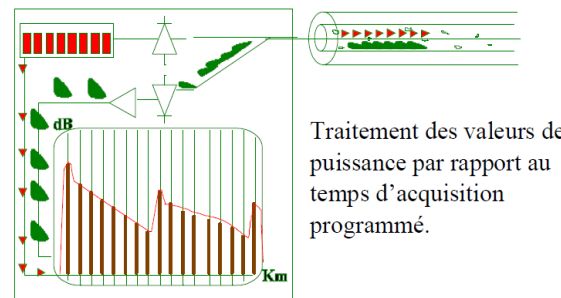 dB
Km
Traitement des valeurs de
puissance par rapport au
temps d'acquisition
programmé.